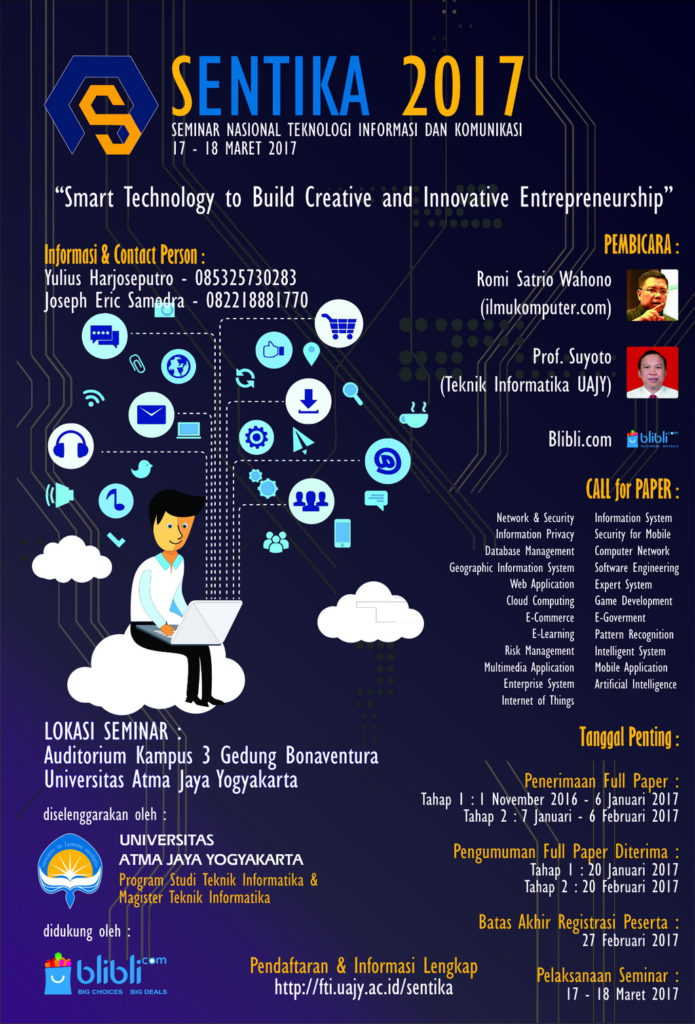 SENTIKA 2017
SEMINAR NASIONAL TEKNOLOGI INFORMASI DAN KOMUNIKASI
17 - 18 MARET 2017
“Smart Technology to Build Creative and Innovative Entrepreneurship”
Informasi & Contact Person :
Yulius Harjoseputro - 085325730283
Joseph Eric Samodra - 082218881770
PEMBICARA :
Romi Satrio Wahono
(ilmukomputer.com)
Prof. Suyoto
(Teknik Informatika UAJY)
Blibli.com
blibli.com
CALL for PAPER :
Network & Security
Information Privacy
Database Management
Geographic Information System
Web Application
Cloud Computing
E-Commerce
E-Learning
Risk Management
Multimedia Application
Enterprise System
Internet of Things
Information System
Security for Mobile
Computer Network
Software Engineering
Expert System
Game Development
E-Goverment
Pattern Recognition
Intelligent System
Mobile Application
Artificial Intelligence
LOKASI SEMINAR :
Auditorium Kampus 3 Gedung Bonaventura
Universitas Atma Jaya Yogyakarta
diselenggarakan oleh :
UNIVERSITAS
ATMA JAYA YOGYAKARTA
Program Studi Teknik Informatika &
Magister Teknik Informatika
didukung oleh :
blibli.com
BIG CHOICES BIG DEALS
Pendaftaran & Informasi Lengkap
http://fti.uajy.ac.id/sentika
Tanggal Penting :
Penerimaan Full Paper :
Tahap 1 : 1 November 2016 - 6 Januari 2017
Tahap 2 : 7 Januari - 6 Februari 2017
Pengumuman Full Paper Diterima :
Tahap 1 : 20 Januari 2017
Tahap 2 : 20 Februari 2017
Batas Akhir Registrasi Peserta :
27 Februari 2017
Pelaksanaan Seminar :
17 - 18 Maret 2017